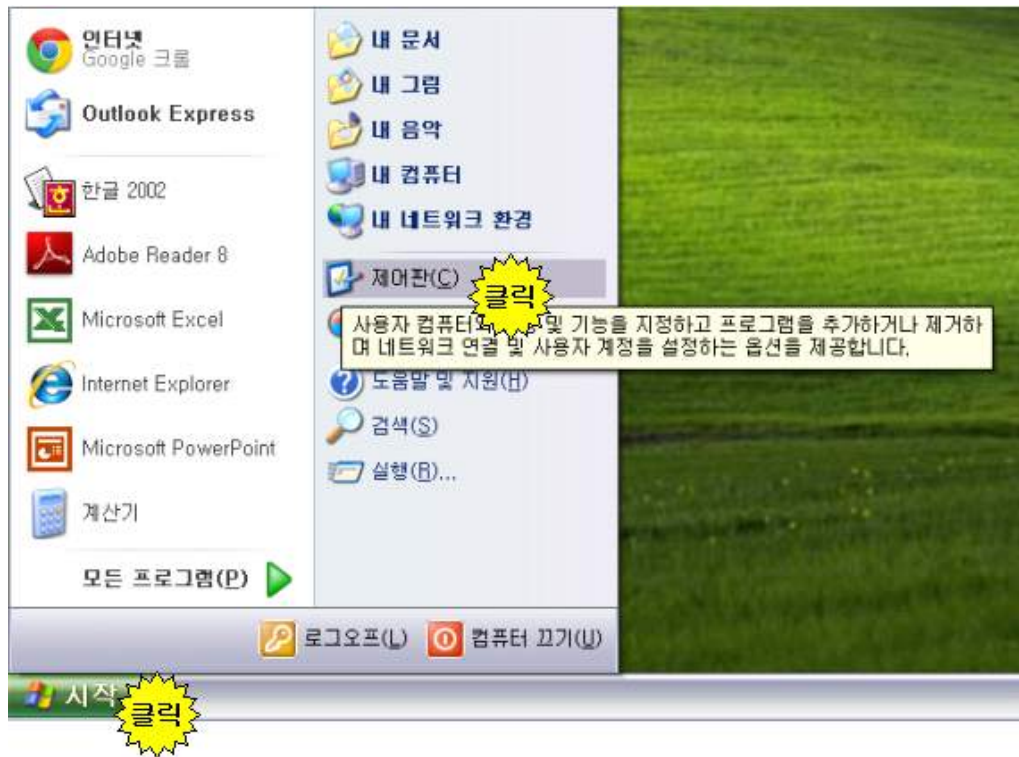 인터넷
Google 크롬
Outlook Express
한글 2002
Adobe Reader 8
Microsoft Excel
Internet Explorer
Microsoft PowerPoint
계산기
모든 프로그램(P)
내 문서
내 그림
내 음악
내 컴퓨터
내 네트워크 환경
제어판(C)
클릭
사용자 컴퓨터의 및 기능을 지정하고 프로그램을 추가하거나 제거하
며 네트워크 연결 및 사용자 계정을 설정하는 옵션을 제공합니다.
도움말 및 지원(H)
검색(S)
실행(R)...
로그오프(L)
컴퓨터 끄기(U)
시작
클릭